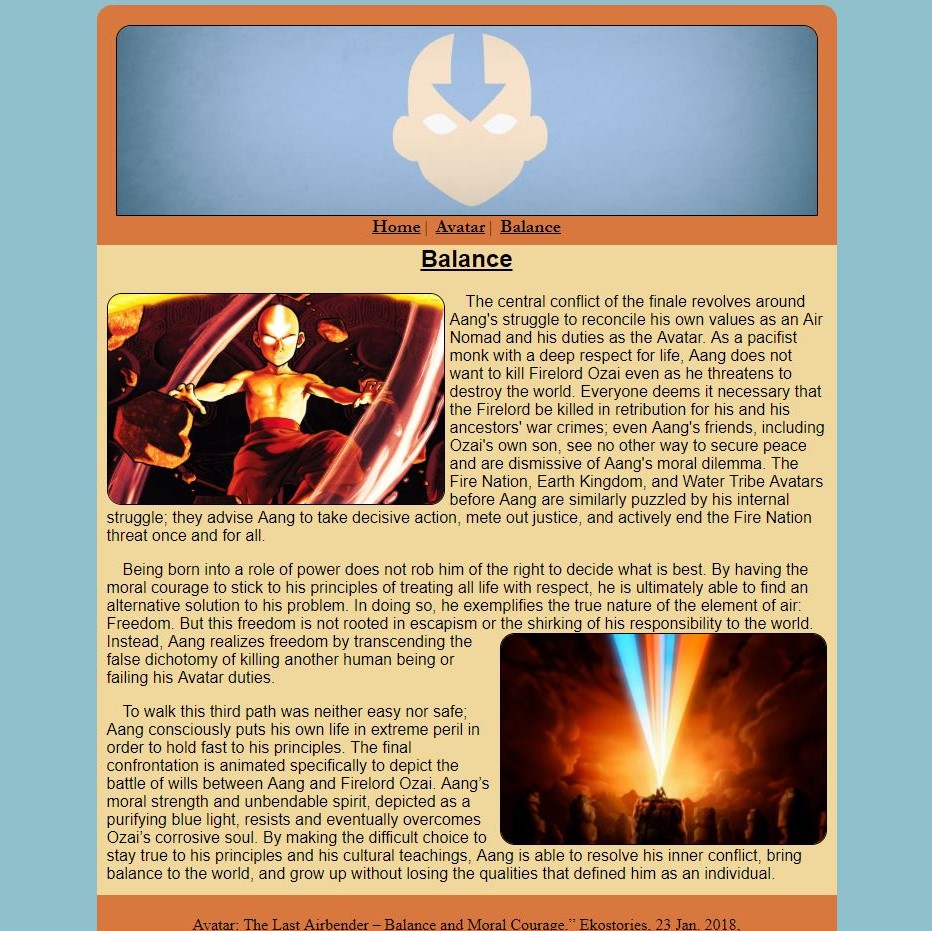 Home | Avatar | Balance
Balance
The central conflict of the finale revolves around
Aang's struggle to reconcile his own values as an Air
Nomad and his duties as the Avatar. As a pacifist
monk with a deep respect for life, Aang does not
want to kill Firelord Ozai even as he threatens to
destroy the world. Everyone deems it necessary that
the Firelord be killed in retribution for his and his
ancestors' war crimes; even Aang's friends, including
Ozai's own son, see no other way to secure peace
and are dismissive of Aang's moral dilemma. The
Fire Nation, Earth Kingdom, and Water Tribe Avatars
before Aang are similarly puzzled by his internal
struggle; they advise Aang to take decisive action, mete out justice, and actively end the Fire Nation
threat once and for all.
Being born into a role of power does not rob him of the right to decide what is best. By having the
moral courage to stick to his principles of treating all life with respect, he is ultimately able to find an
alternative solution to his problem. In doing so, he exemplifies the true nature of the element of air:
Freedom. But this freedom is not rooted in escapism or the shirking of his responsibility to the world.
Instead, Aang realizes freedom by transcending the
false dichotomy of killing another human being or
failing his Avatar duties.
To walk this third path was neither easy nor safe;
Aang consciously puts his own life in extreme peril in
order to hold fast to his principles. The final
confrontation is animated specifically to depict the
battle of wills between Aang and Firelord Ozai. Aang’s
moral strength and unbendable spirit, depicted as a
purifying blue light, resists and eventually overcomes
Ozai’s corrosive soul. By making the difficult choice to
stay true to his principles and his cultural teachings, Aang is able to resolve his inner conflict, bring
balance to the world, and grow up without losing the qualities that defined him as an individual.
Avatar: The Last Airbender – Balance and Moral Courage.” Ekostories, 23 Jan. 2018,